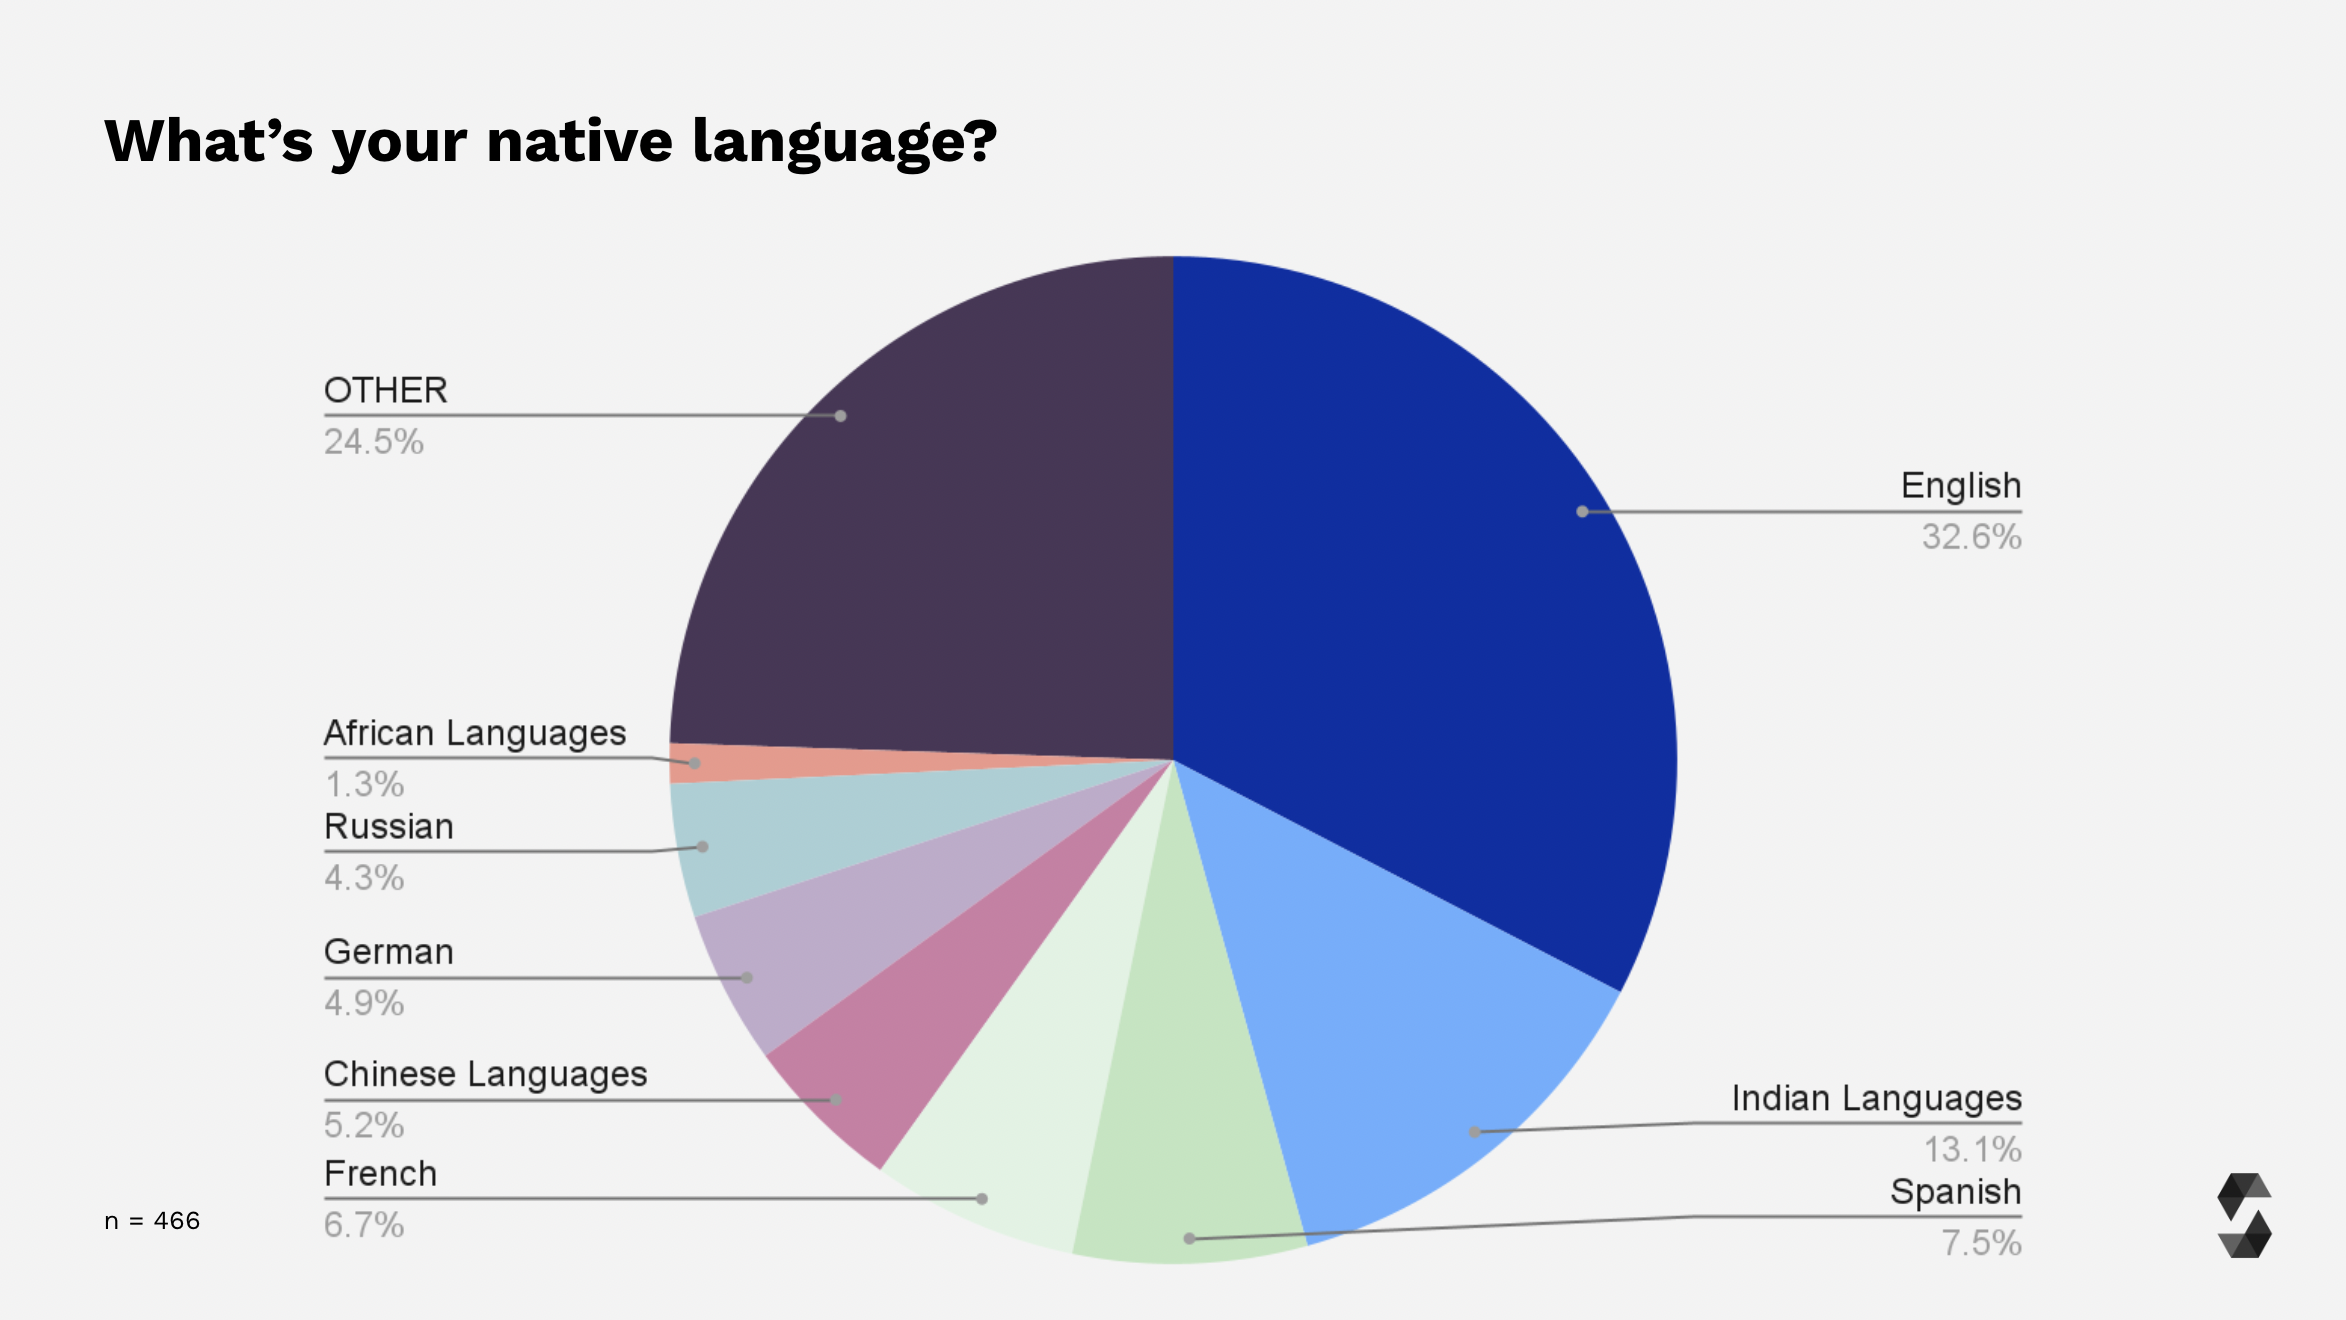 What’s your native language?
OTHER
24.5%
English
32.6%
African Languages
1.3%
Russian
4.3%
German
4.9%
Chinese Languages
5.2%
French
6.7%
Indian Languages
13.1%
Spanish
7.5%
n = 466